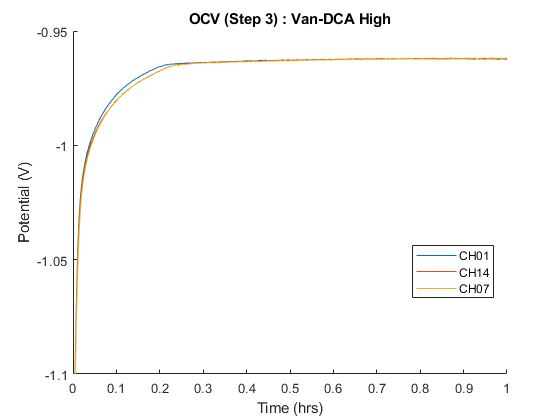 OCV (Step 3) : Van-DCA High
-0.95
-1
-1.05
-1.1
Potential (V)
CH01
CH14
CH07
0 0.1 0.2 0.3 0.4 0.5 0.6 0.7 0.8 0.9 1
Time (hrs)